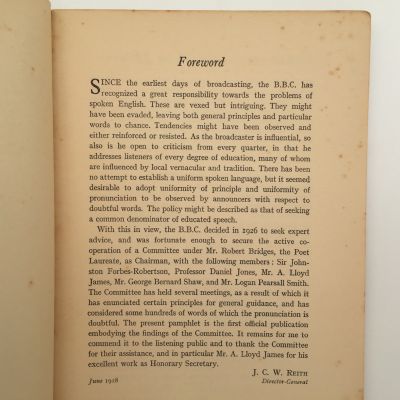 Foreword
SINCE the earliest days of broadcasting, the B.B.C. has
recognized a great responsibility towards the problems of
spoken English. These are vexed but intriguing. They might
have been evaded, leaving both general principles and particular
words to chance. Tendencies might have been observed and
either reinforced or resisted. As the broadcaster is influential, so
also is he open to criticism from every quarter, in that he
addresses listeners of every degree of education, many of whom
are influenced by local vernacular and tradition. There has been
no attempt to establish a uniform spoken language, but it seemed
desirable to adopt uniformity of principle and uniformity of
pronunciation to be observed by announcers with respect to
doubtful words. The policy might be described as that of seeking
a common denominator of educated speech.
With this in view, the B.B.C. decided in 1926 to seek expert
advice, and was fortunate enough to secure the active co-
operation of a Committee under Mr. Robert Bridges, the Poet
Laureate, as Chairman, with the following members: Sir John-
ston Forbes-Robertson, Professor Daniel Jones, Mr. A. Lloyd
James, Mr. George Bernard Shaw, and Mr. Logan Pearsall Smith.
The Committee has held several meetings, as a result of which it
has enunciated certain principles for general guidance, and has
considered some hundreds of words of which the pronunciation is
doubtful. The present pamphlet is the first official publication
embodying the findings of the Committee. It remains for me to
commend it to the listening public and to thank the Committee
for their assistance, and in particular Mr. A. Lloyd James for his
excellent work as Honorary Secretary.
J. C. W. REITH
June 1928
Director-General